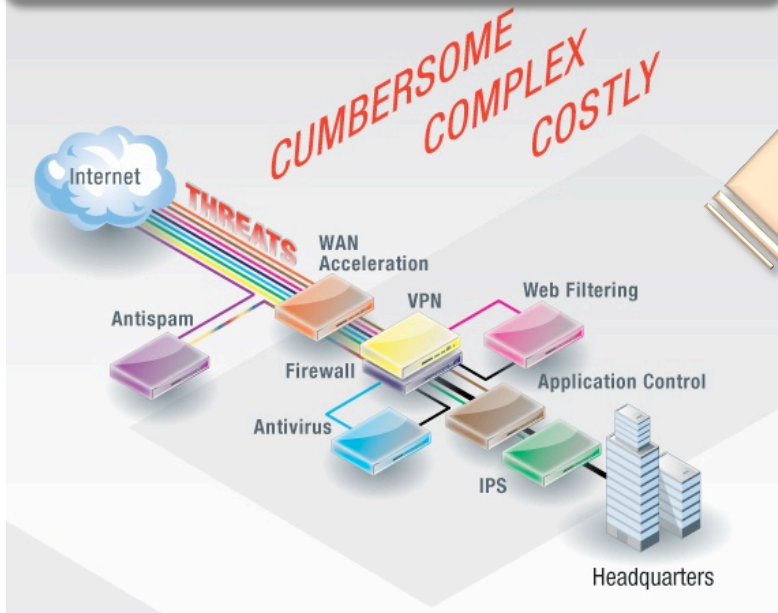 CUMBERSOME
COMPLEX
COSTLY
Internet
THREATS
WAN
Acceleration
VPN
Web Filtering
Antispam
Firewall
Application Control
Antivirus
IPS
Headquarters